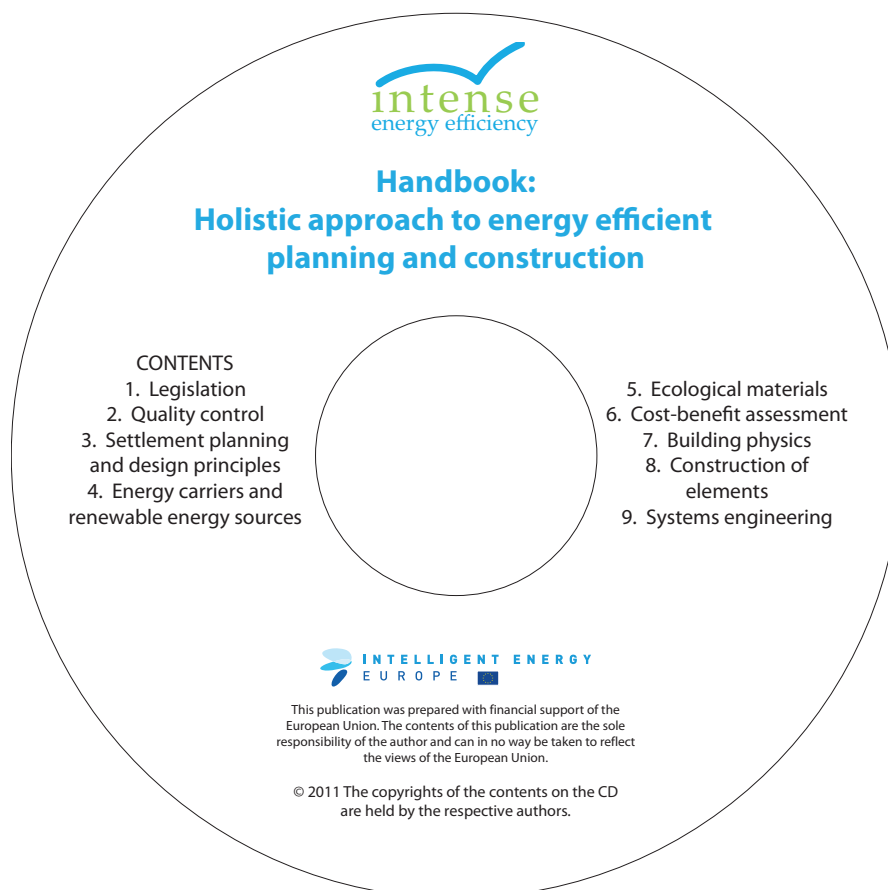 intense
energy efficiency
Handbook:
Holistic approach to energy efficient
planning and construction
CONTENTS
1. Legislation
2. Quality control
3. Settlement planning
and design principles
4. Energy carriers and
renewable energy sources
5. Ecological materials
6. Cost-benefit assessment
7. Building physics
8. Construction of
elements
9. Systems engineering
INTELLIGENT ENERGY
EUROPE
This publication was prepared with financial support of the
European Union. The contents of this publication are the sole
responsibility of the author and can in no way be taken to reflect
the views of the European Union.
© 2011 The copyrights of the contents on the CD
are held by the respective authors.